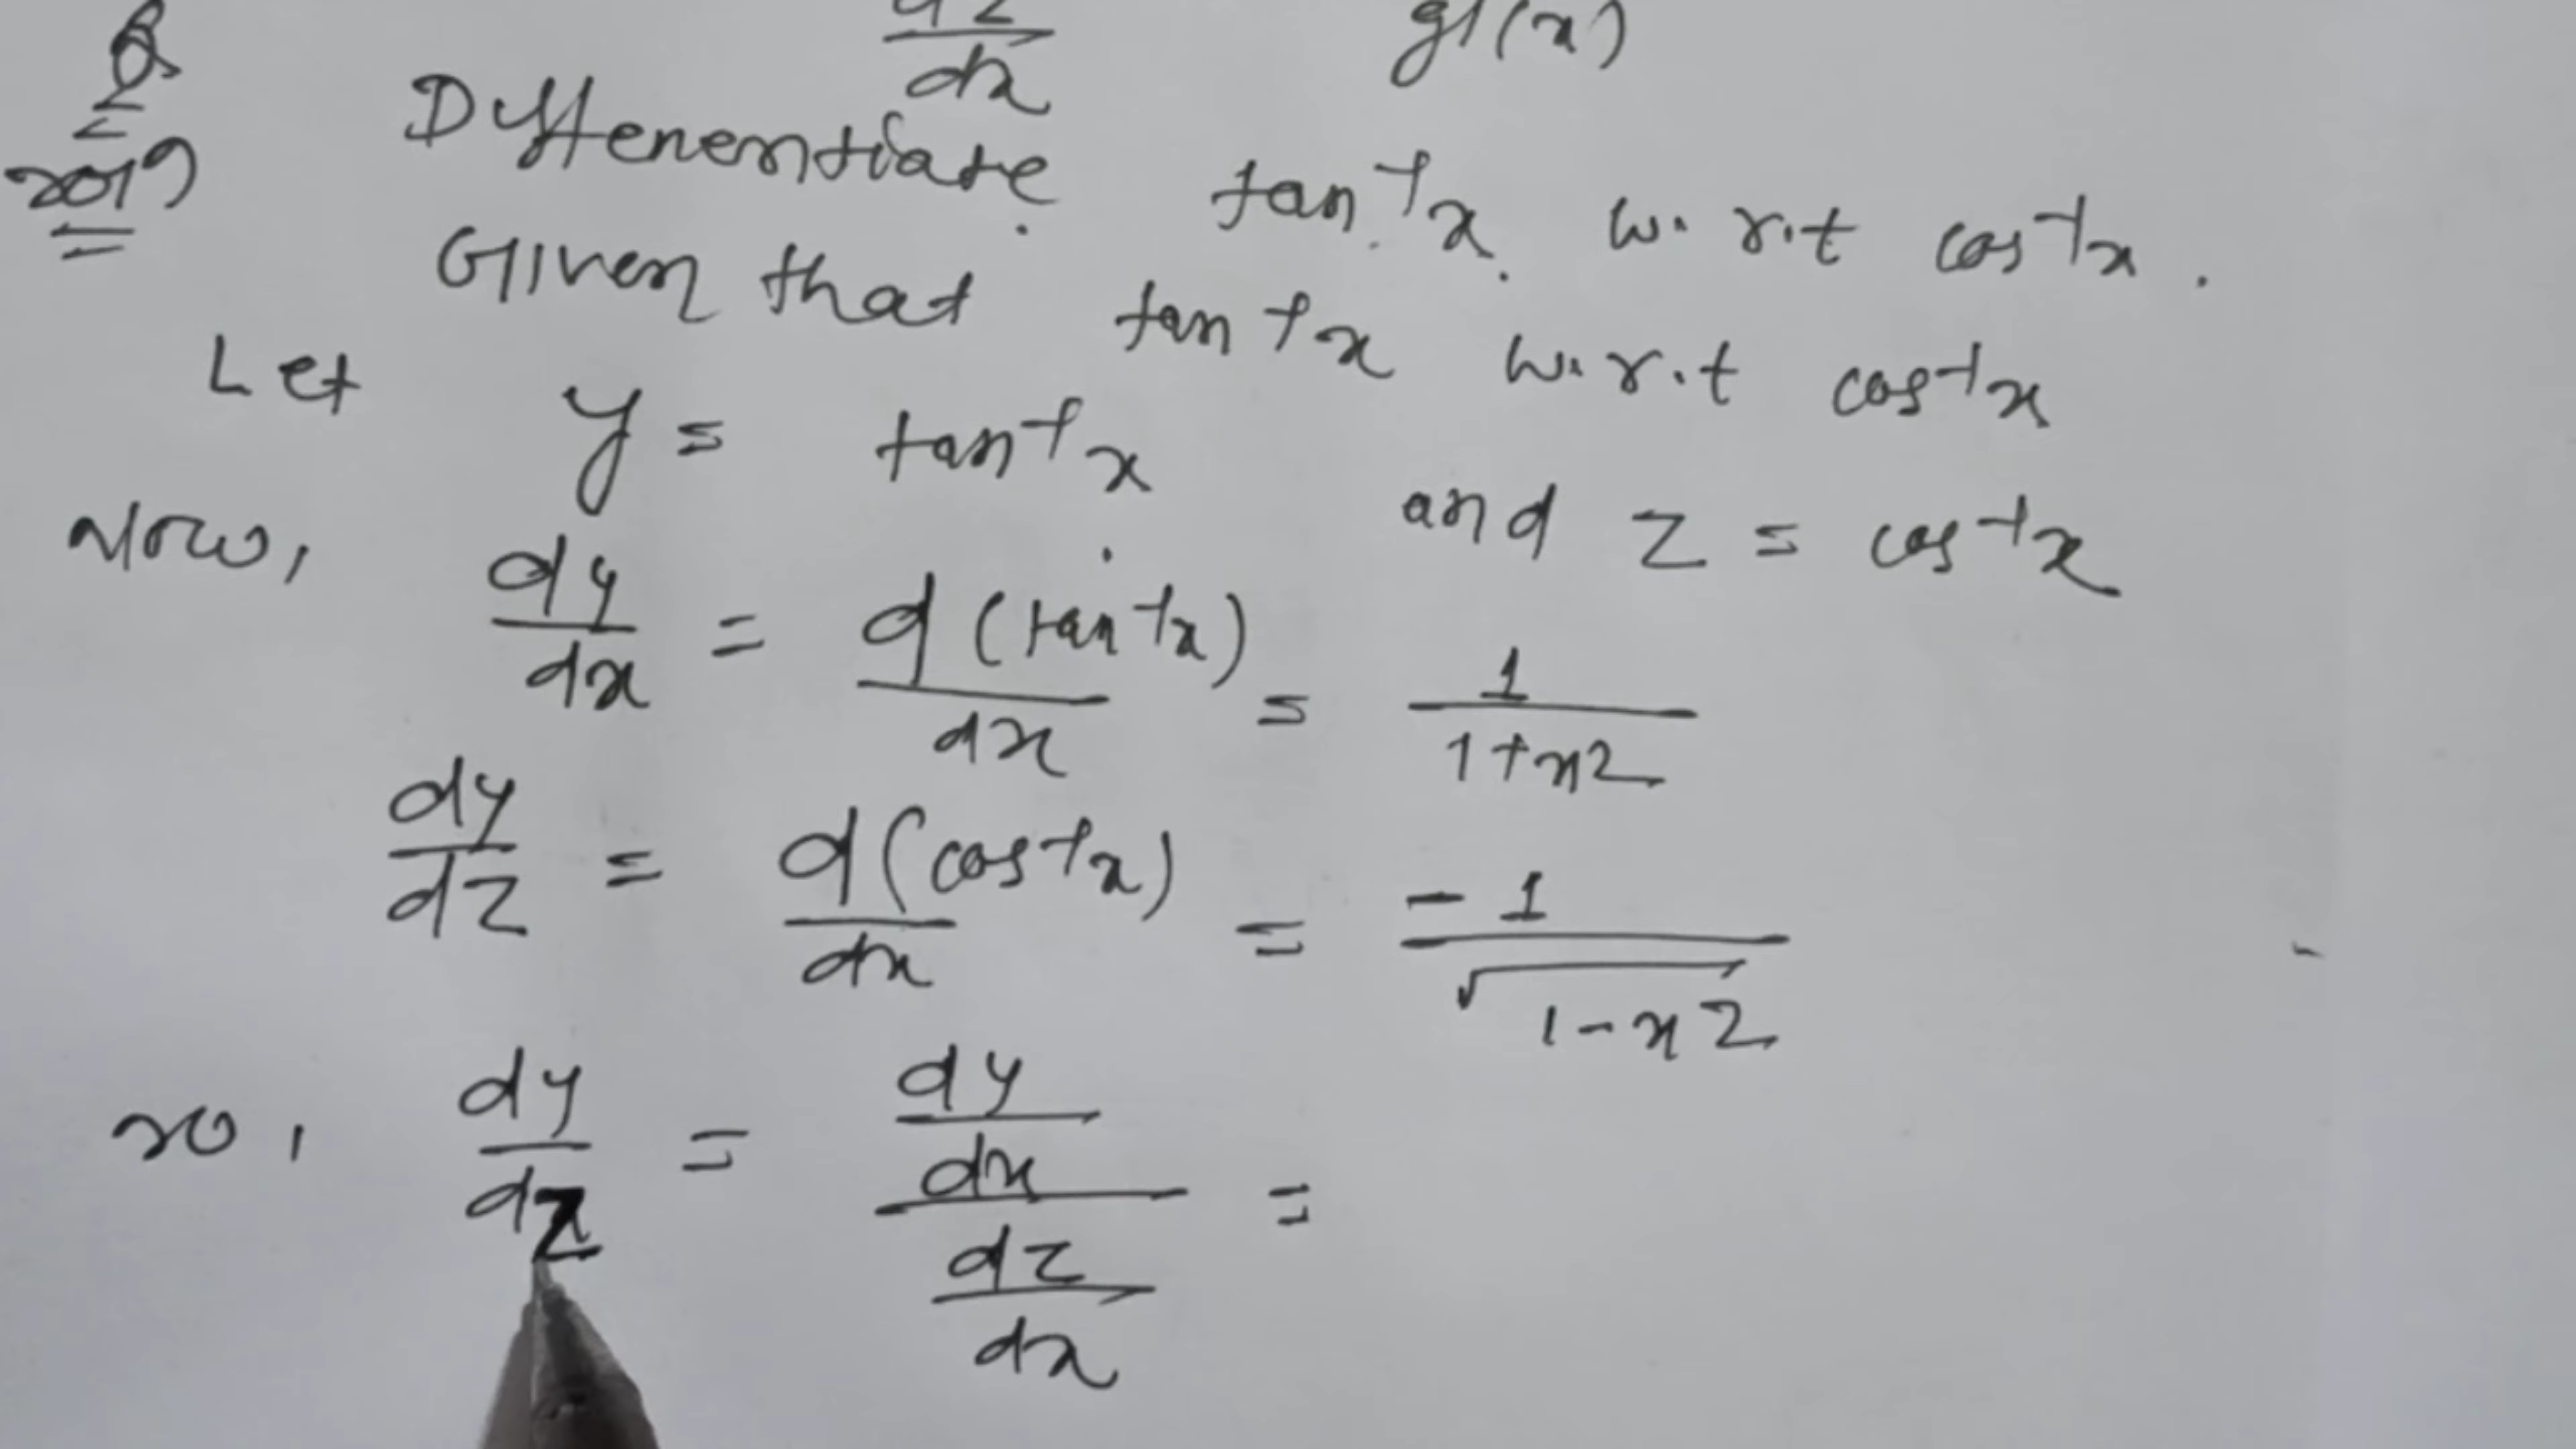 dz/dx g'(x)
Q 2019 Differentiate tan⁻¹x w.r.t cos⁻¹x.
Given that tan⁻¹x w.r.t cos⁻¹x
Let y = tan⁻¹x and z = cos⁻¹x
Now, dy/dx = d(tan⁻¹x)/dx = 1/(1+x²)
dy/dz = d(cos⁻¹x)/dx = -1/√(1-x²)
so, dy/dz = (dy/dx)/(dz/dx) =